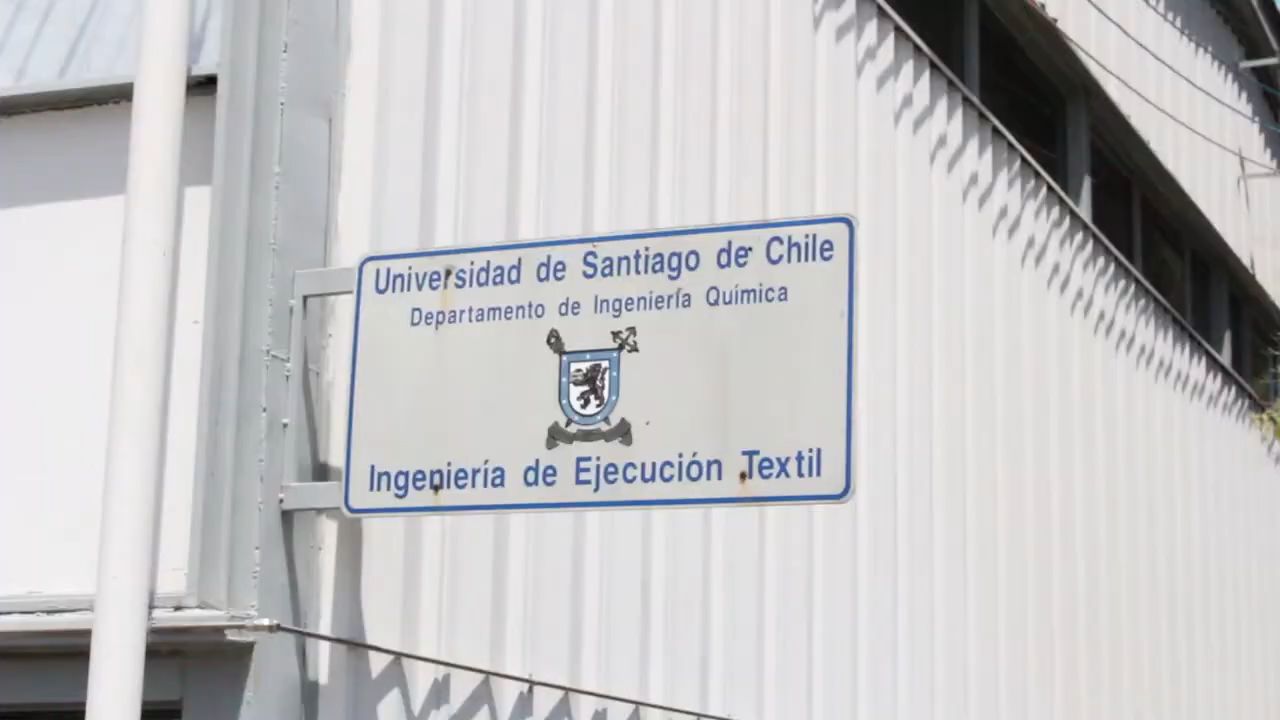 Universidad de Santiago de Chile
Departamento de Ingeniería Química
Ingeniería de Ejecución Textil